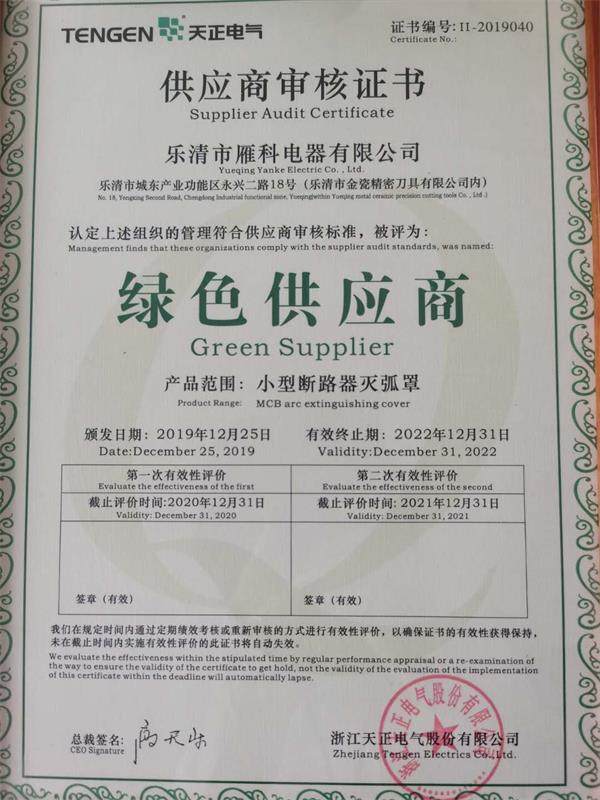 TENGEN 天正电气
证书编号: II-2019040
Certificate No.:
供应商审核证书
Supplier Audit Certificate
乐清市雁科电器有限公司
Yueqing Yanke Electric Co., Ltd.
乐清市城东产业功能区永兴二路18号（乐清市金瓷精密刀具有限公司内）
No. 18, Yongxing Second Road, Chengdong Industrial functional zone, Yueqing(within Yueqing metal ceramic precision cutting tools Co., Ltd.)
认定上述组织的管理符合供应商审核标准，被评为:
Management finds that these organizations comply with the supplier audit standards, was named:
绿色供应商
Green Supplier
产品范围: 小型断路器灭弧罩
Product Range: MCB arc extinguishing cover
颁发日期: 2019年12月25日 有效终止期: 2022年12月31日
Date:December 25, 2019 Validity: December 31, 2022
第一次有效性评价 第二次有效性评价
Evaluate the effectiveness of the first Evaluate the effectiveness of the second
截止评价时间:2020年12月31日 截止评价时间: 2021年12月31日
Validity: December 31, 2020 Validity: December 31, 2021
签章（有效） 签章（有效）
我们在规定时间内通过定期绩效考核或重新审核的方式进行有效性评价，以确保证书的有效性获得保持，
未在截止时间内实施有效性评价的此证书将自动失效。
We evaluate the effectiveness within the stipulated time by regular performance appraisal or a re-examination of
the way to ensure the validity of the certificate to get hold, not the validity of the evaluation of the implementation
of this certificate within the deadline will automatically lapse.
总裁签名:
CEO Signature
浙江天正电气股份有限公司
Zhejiang Tengen Electrics Co.,Ltd.